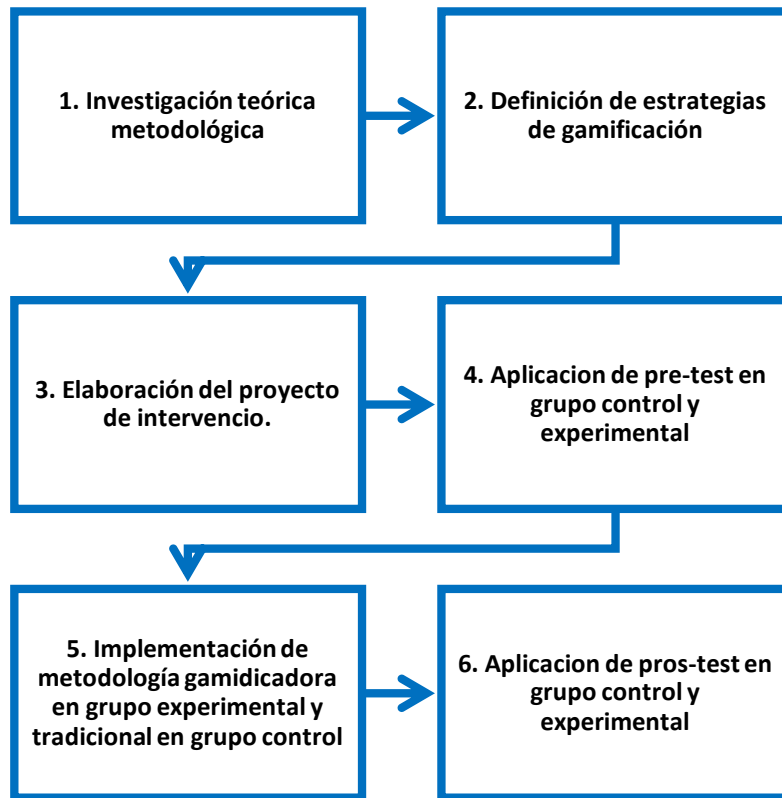 1. Investigación teórica
metodológica
2. Definición de estrategias
de gamificación
3. Elaboración del proyecto
de intervencio.
4. Aplicacion de pre-test en
grupo control y
experimental
5. Implementación de
metodología gamidicadora
en grupo experimental y
tradicional en grupo control
6. Aplicacion de pros-test en
grupo control y
experimental